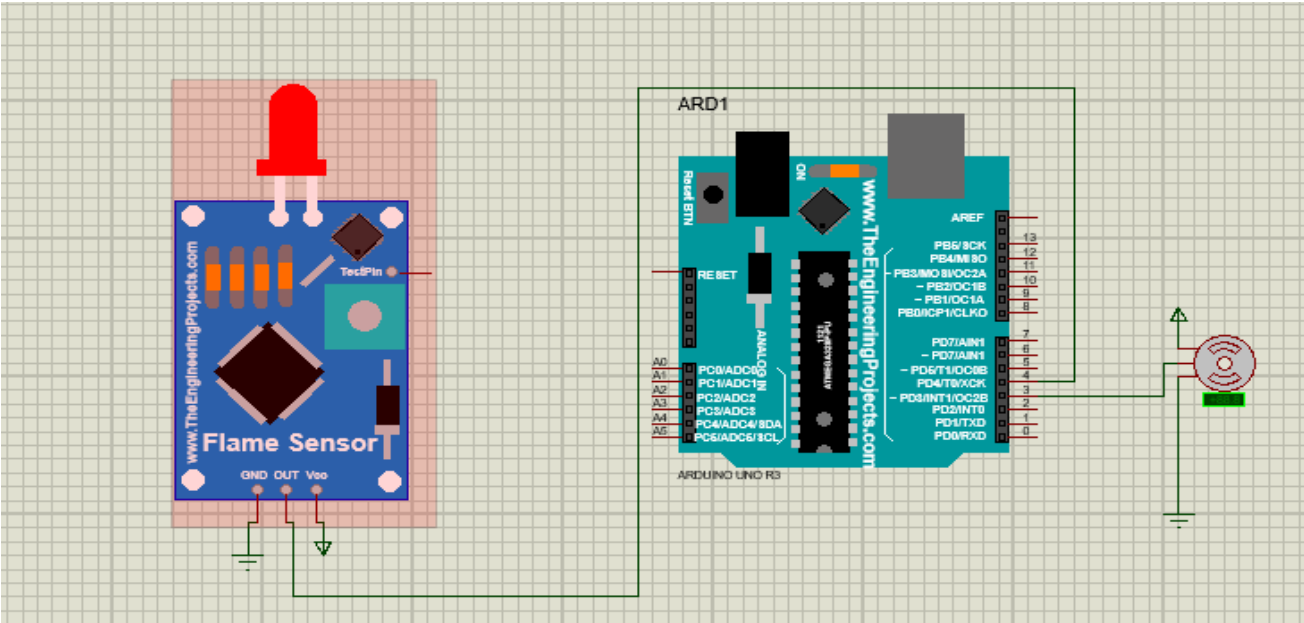 www.TheEngineeringProjects.com
TestPin
Flame Sensor
GND OUT Vcc
ARD1
Reset BTN
ON
www.TheEngineeringProjects.com
RESET
ANALOG IN
A0 PC0/ADC0
A1 PC1/ADC1
A2 PC2/ADC2
A3 PC3/ADC3
A4 PC4/ADC4/SDA
A5 PC5/ADC5/SCL
ARDUINO UNO R3
AREF
PB5/SCK 13
PB4/MISO 12
PB3/MOSI/OC2A 11
~ PB2/OC1B 10
~ PB1/OC1A 9
PB0/ICP1/CLKO 8
PD7/AIN1 7
~ PD7/AIN1 6
~ PD5/T1/OC0B 5
PD4/T0/XCK 4
~ PD3/INT1/OC2B 3
PD2/INT0 2
PD1/TXD 1
PD0/RXD 0